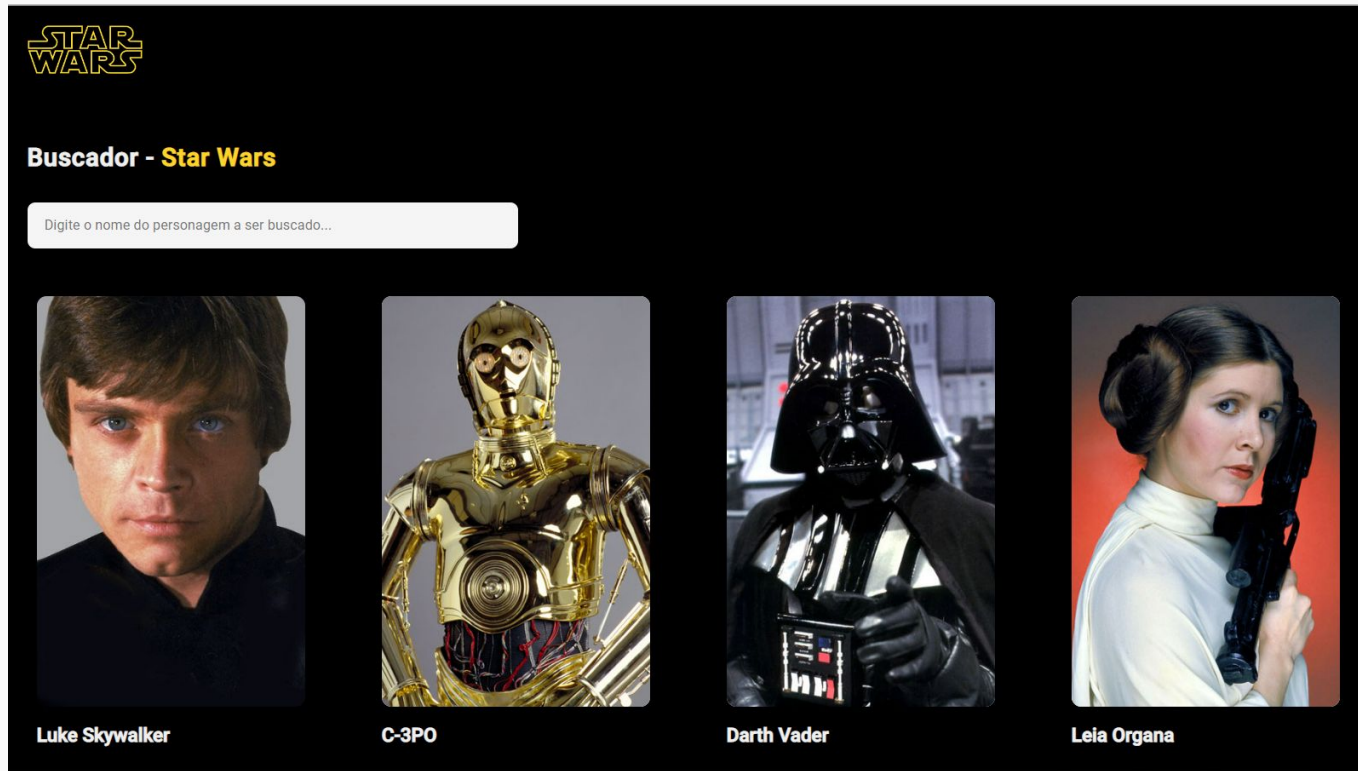 STAR
WARS
Buscador - Star Wars
Digite o nome do personagem a ser buscado...
Luke Skywalker
C-3PO
Darth Vader
Leia Organa